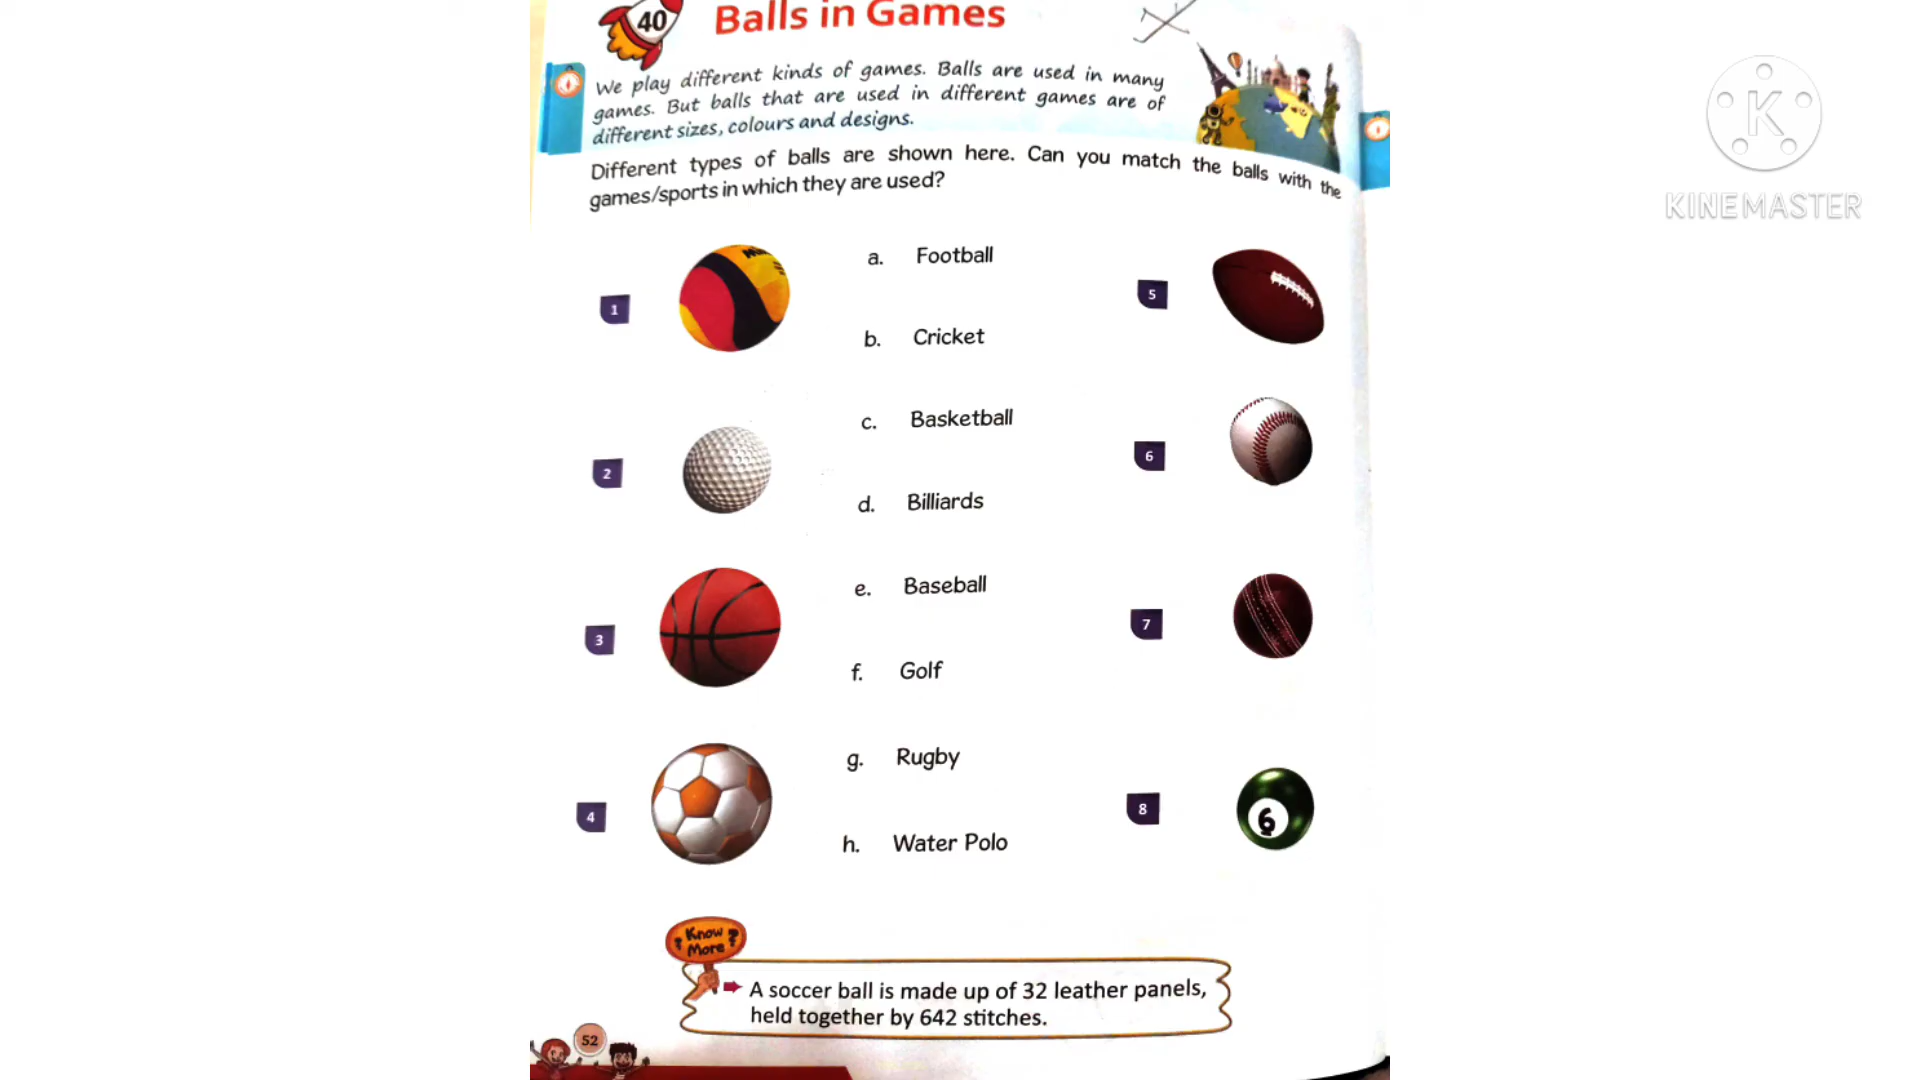 40
Balls in Games
We play different kinds of games. Balls are used in many
games. But balls that are used in different games are of
different sizes, colours and designs.
Different types of balls are shown here. Can you match the balls with the
games/sports in which they are used?
1
a. Football
5
b. Cricket
2
c. Basketball
6
d. Billiards
3
e. Baseball
7
f. Golf
4
g. Rugby
8
6
h. Water Polo
Know
More
?
A soccer ball is made up of 32 leather panels,
held together by 642 stitches.
52
K
KINEMASTER